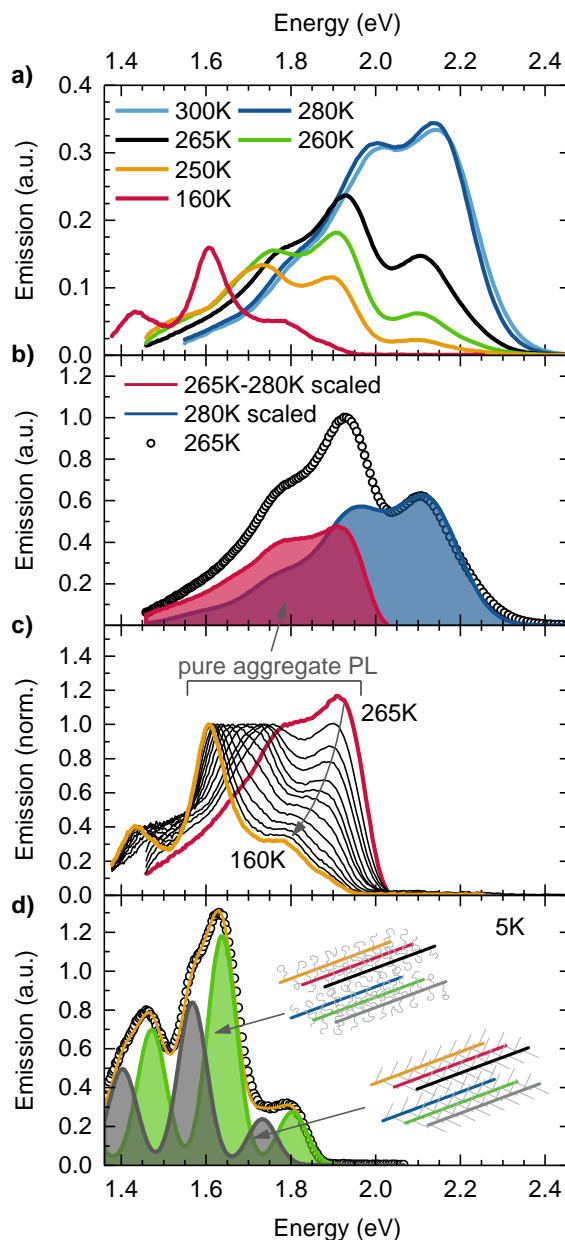 Energy (eV)
1.4 1.6 1.8 2.0 2.2 2.4
a)
0.4
300K 280K
265K 260K
250K
160K
0.3
0.2
0.1
0.0
Emission (a.u.)
b)
1.2
265K-280K scaled
280K scaled
265K
1.0
0.8
0.6
0.4
0.2
Emission (a.u.)
c)
pure aggregate PL
1.4
1.2
265K
1.0
0.8
0.6
0.4
160K
0.2
0.0
Emission (norm.)
d)
5K
1.2
1.0
0.8
0.6
0.4
0.2
0.0
Emission (a.u.)
1.4 1.6 1.8 2.0 2.2 2.4
Energy (eV)